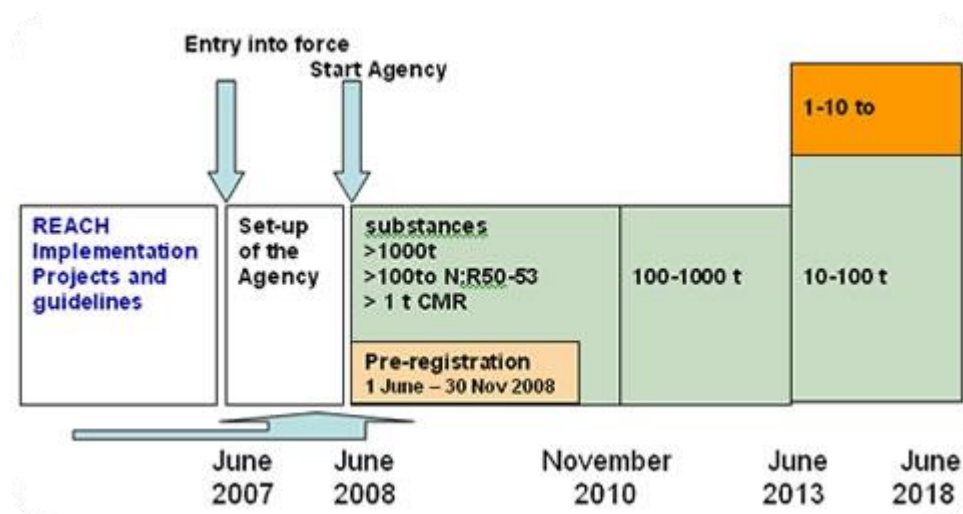 Entry into force
Start Agency
1-10 to
REACH
Implementation
Projects and
guidelines
Set-up
of the
Agency
substances
>1000t
>100to N;R50-53
> 1 t CMR
100-1000 t
10-100 t
Pre-registration
1 June – 30 Nov 2008
June
2007
June
2008
November
2010
June
2013
June
2018